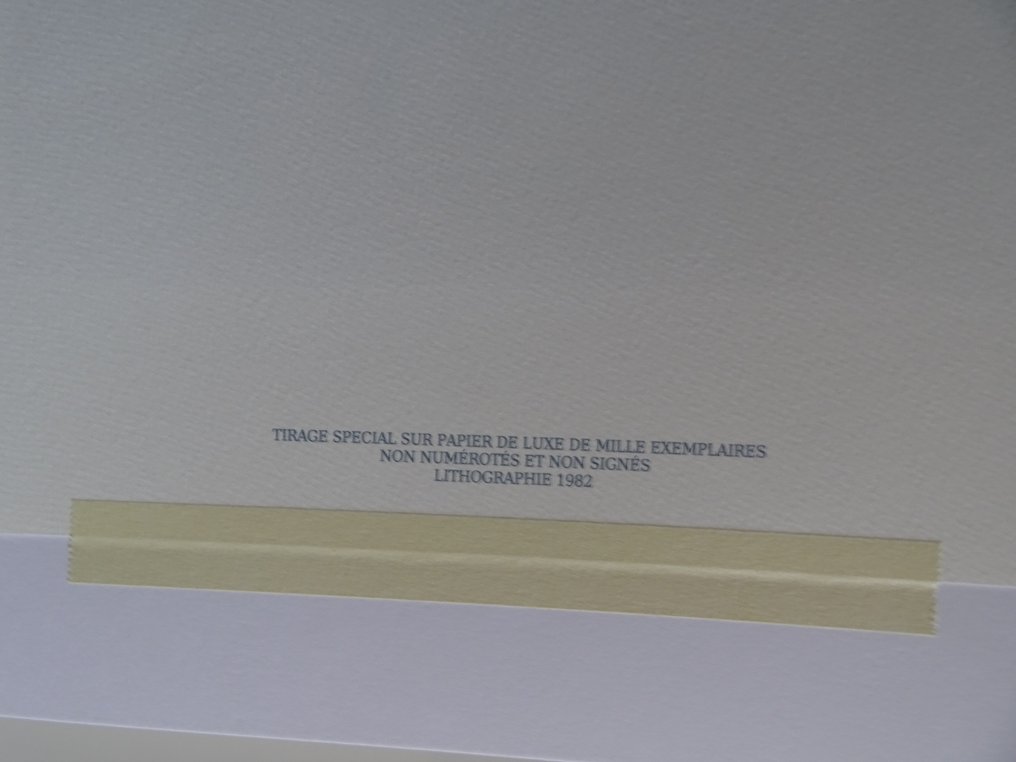 TIRAGE SPECIAL SUR PAPIER DE LUXE DE MILLE EXEMPLAIRES
NON NUMÉROTÉS ET NON SIGNÉS
LITHOGRAPHIE 1982